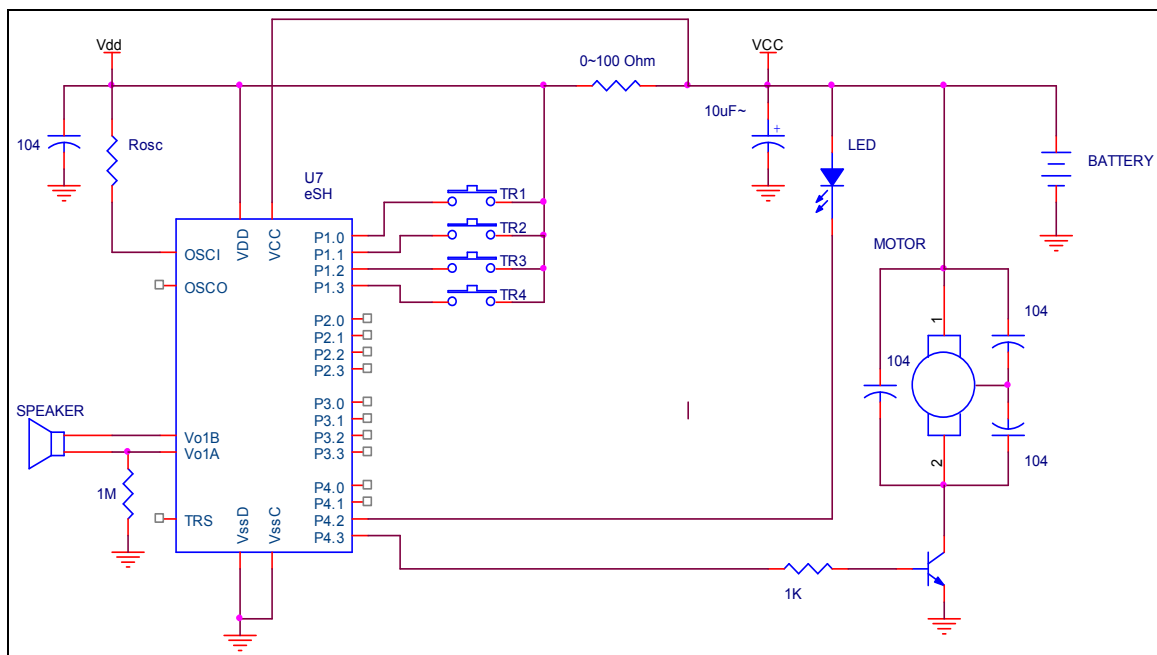 Vdd
VCC
0~100 Ohm
10uF~
+
104
Rosc
LED
BATTERY
U7
eSH
TR1
TR2
TR3
TR4
OSCI
OSCO
VDD
VCC
P1.0
P1.1
P1.2
P1.3
P2.0
P2.1
P2.2
P2.3
P3.0
P3.1
P3.2
P3.3
P4.0
P4.1
P4.2
P4.3
MOTOR
1
104
104
104
2
SPEAKER
Vo1B
Vo1A
1M
TRS
VssD
VssC
1K